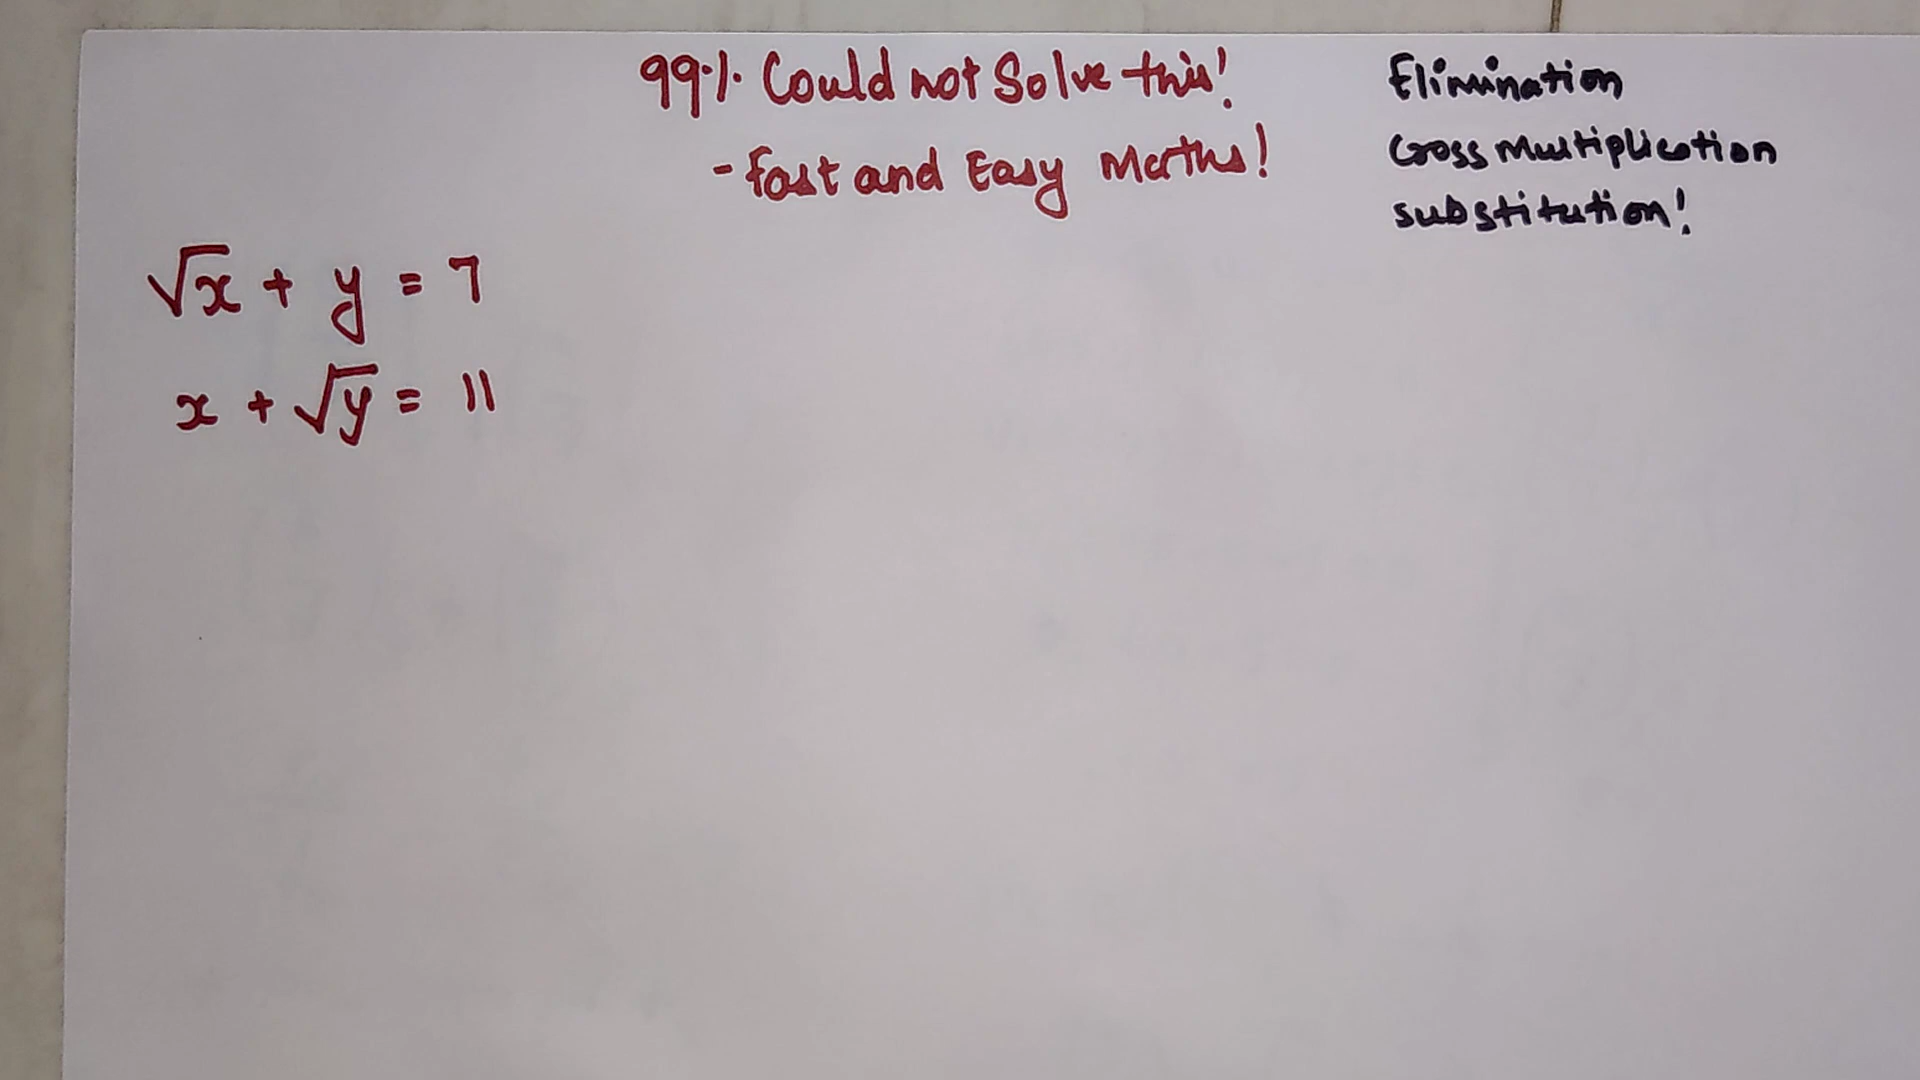 99% Could not Solve this!
- Fast and Easy Maths!
Elimination
Cross Multiplication
substitution!
√x + y = 7
x + √y = 11